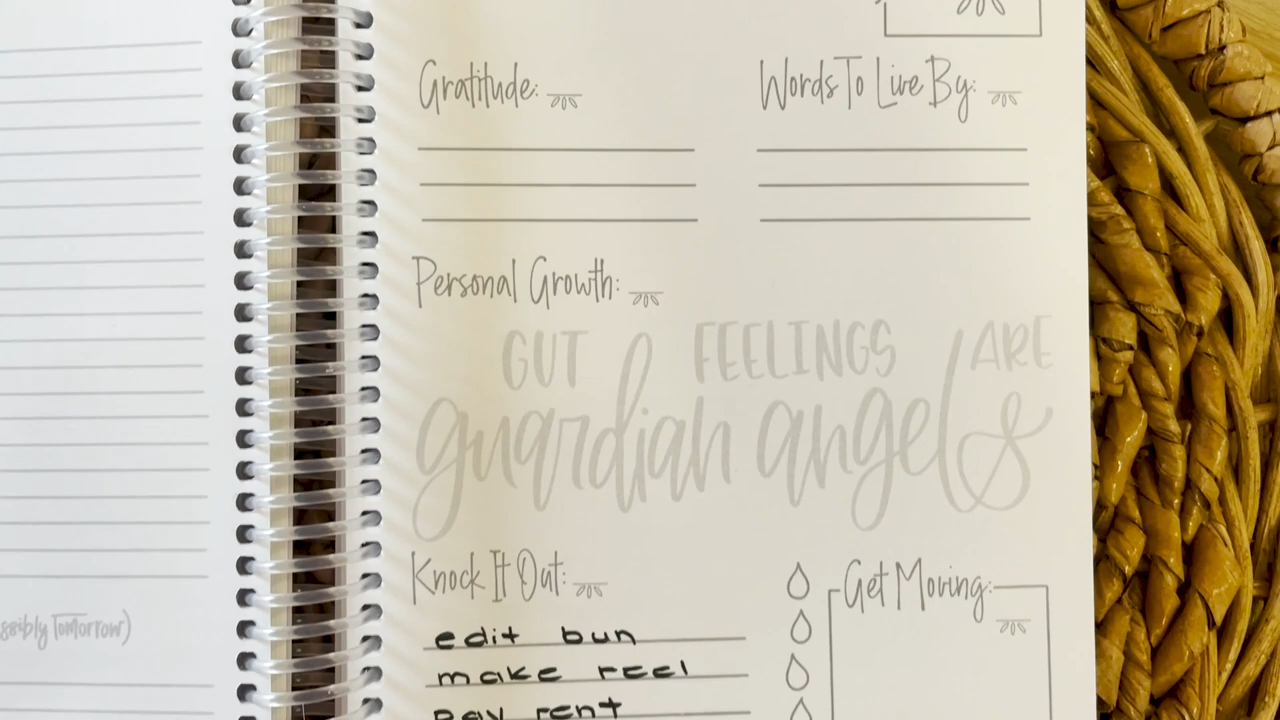 Gratitude:
Words To Live By:
Personal Growth:
GUT FEELINGS ARE
guardian angels
Knock It Out:
Get Moving:
edit bun
make reel
pay rent
Tomorrow)